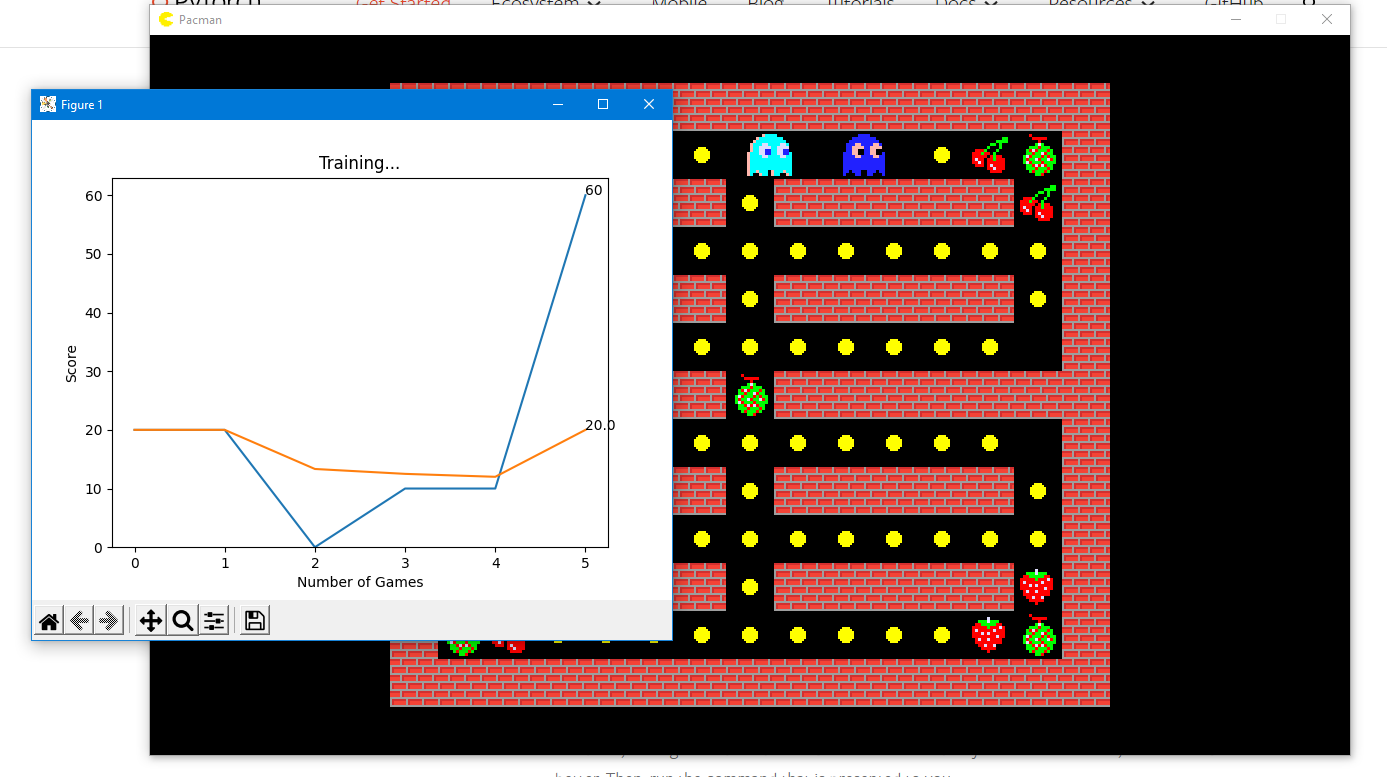 PyTorch Get Started Ecosystem Mobile Blog Tutorials Docs Resources GitHub
Pacman
Figure 1
Training...
60
50
40
30
20
10
0
60
20.0
Score
0 1 2 3 4 5
Number of Games